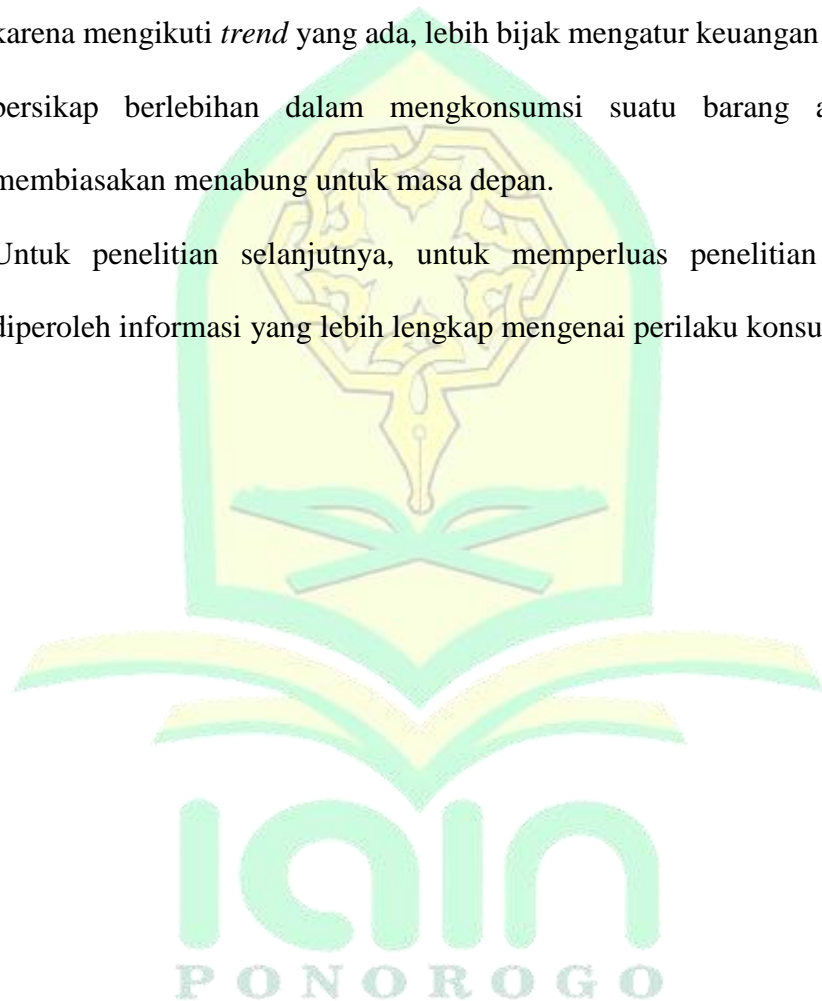 karena mengikuti trend yang ada, lebih bijak mengatur keuangan
bersikap berlebihan dalam mengkonsumsi suatu barang
membiasakan menabung untuk masa depan.
Untuk penelitian selanjutnya, untuk memperluas penelitian
diperoleh informasi yang lebih lengkap mengenai perilaku
IAIN
PONOROGO